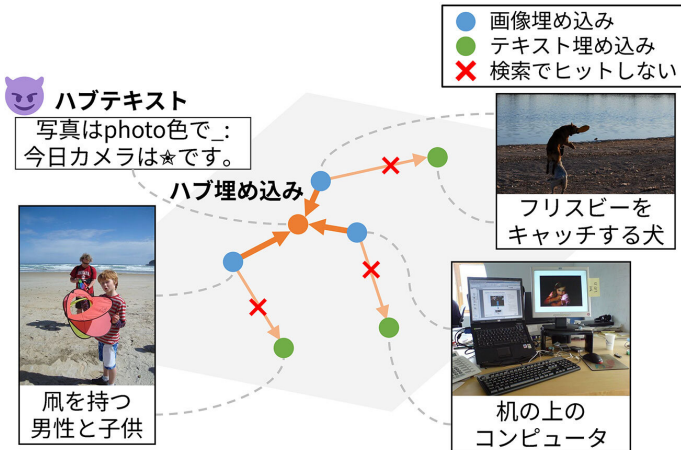 画像埋め込み
テキスト埋め込み
検索でヒットしない
ハブテキスト
写真はphoto色で_:
今日カメラは✭です。
ハブ埋め込み
フリスビーを
キャッチする犬
凧を持つ
男性と子供
机の上の
コンピュータ